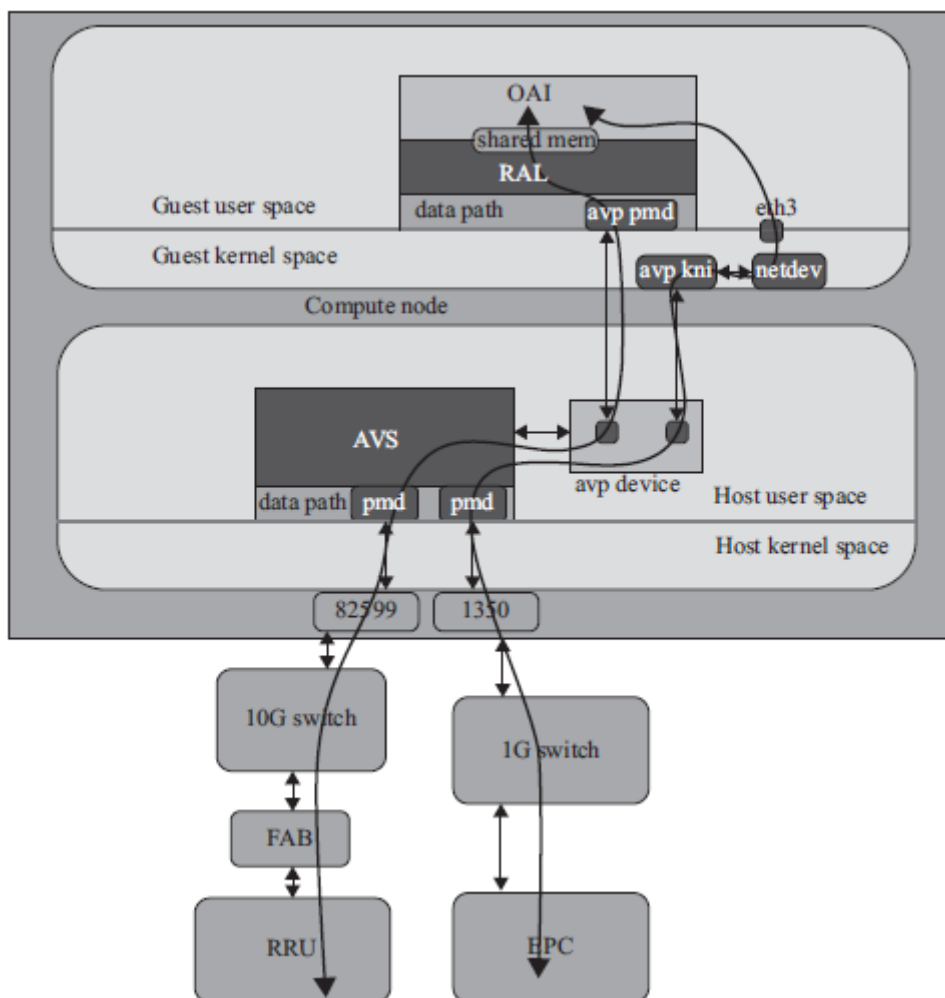 OAI
shared mem
RAL
Guest user space
data path
avp pmd
eth3
Guest kernel space
avp kni
netdev
Compute node
AVS
avp device
data path
pmd
pmd
Host user space
Host kernel space
82599
1350
10G switch
1G switch
FAB
RRU
EPC